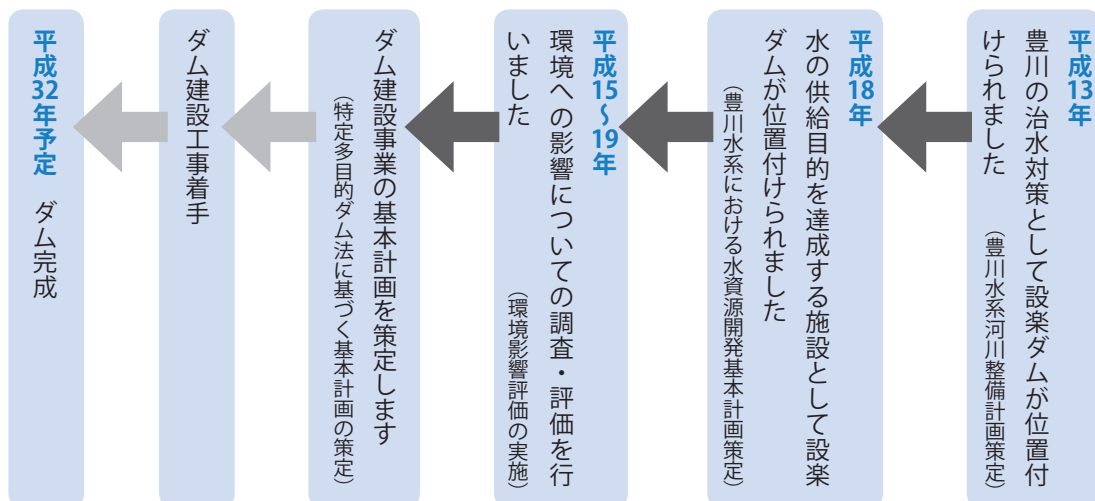 平成13年
豊川の治水対策として設楽ダムが位置付
けられました
（豊川水系河川整備計画策定）
平成18年
水の供給目的を達成する施設として設楽
ダムが位置付けられました
（豊川水系における水資源開発基本計画策定）
平成15～19年
環境への影響についての調査・評価を行
いました
（環境影響評価の実施）
ダム建設事業の基本計画を策定します
（特定多目的ダム法に基づく基本計画の策定）
ダム建設工事着手
平成32年予定 ダム完成